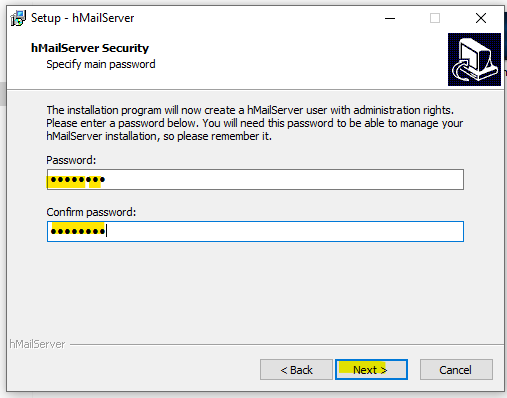 Setup - hMailServer
hMailServer Security
Specify main password
The installation program will now create a hMailServer user with administration rights.
Please enter a password below. You will need this password to be able to manage your
hMailServer installation, so please remember it.
Password:
••••••••
Confirm password:
••••••••
hMailServer
< Back
Next >
Cancel